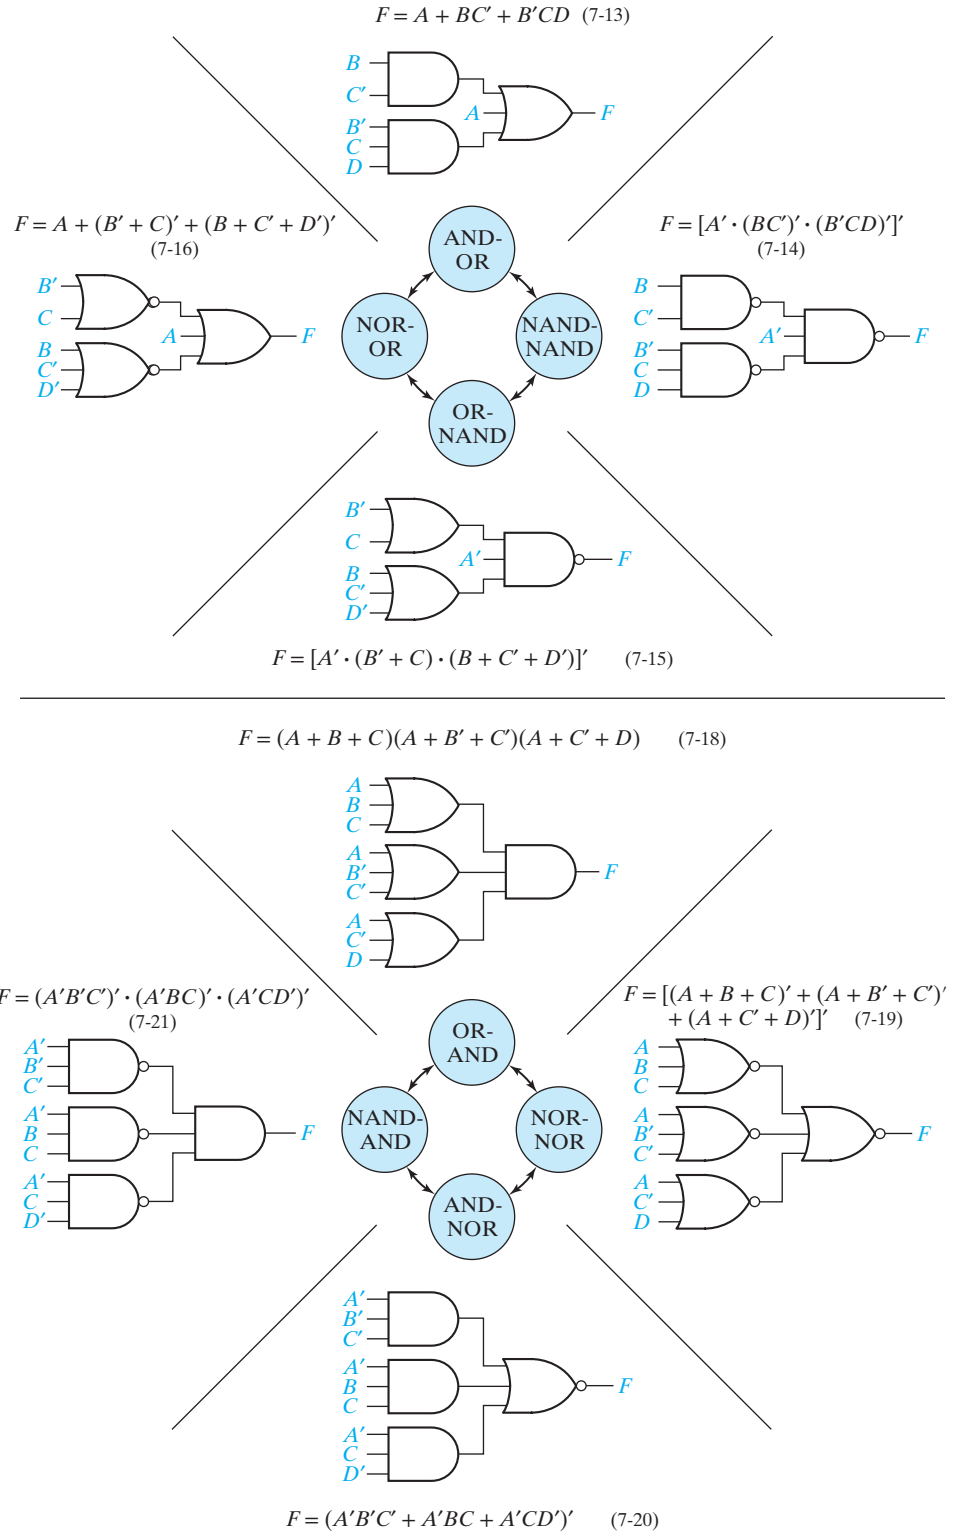 F = A + BC′ + B′CD (7-13)
B
C′
A
F
B′
C
D
F = A + (B′ + C)′ + (B + C′ + D′)′
(7-16)
B′
C
A
F
B
C′
D′
AND-
OR
NOR-
OR
NAND-
NAND
OR-
NAND
F = [A′ · (BC′)′ · (B′CD)′]′
(7-14)
B
C′
A′
F
B′
C
D
B′
C
A′
F
B
C′
D′
F = [A′ · (B′ + C) · (B + C′ + D′)]′ (7-15)
F = (A + B + C)(A + B′ + C′)(A + C′ + D) (7-18)
A
B
C
A
B′
C′
F
A
C′
D
F = (A′B′C′)′ · (A′BC)′ · (A′CD′)′
(7-21)
A′
B′
C′
A′
B
C
F
A′
C
D′
OR-
AND
NAND-
AND
NOR-
NOR
AND-
NOR
F = [(A + B + C)′ + (A + B′ + C′)′
+ (A + C′ + D)′]′ (7-19)
A
B
C
A
B′
C′
F
A
C′
D
A′
B′
C′
A′
B
C
F
A′
C
D′
F = (A′B′C′ + A′BC + A′CD′)′ (7-20)